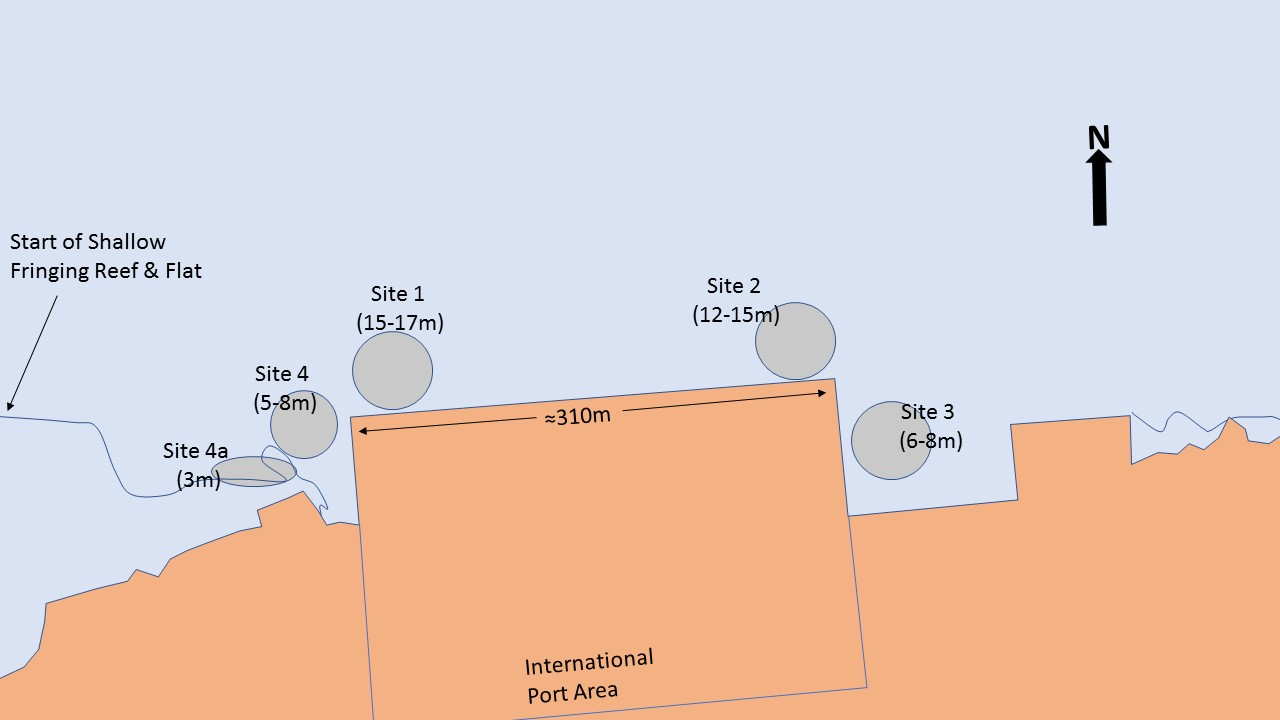 N
Start of Shallow
Fringing Reef & Flat
Site 1
(15-17m)
Site 2
(12-15m)
Site 4
(5-8m)
Site 3
(6-8m)
≈310m
Site 4a
(3m)
International
Port Area